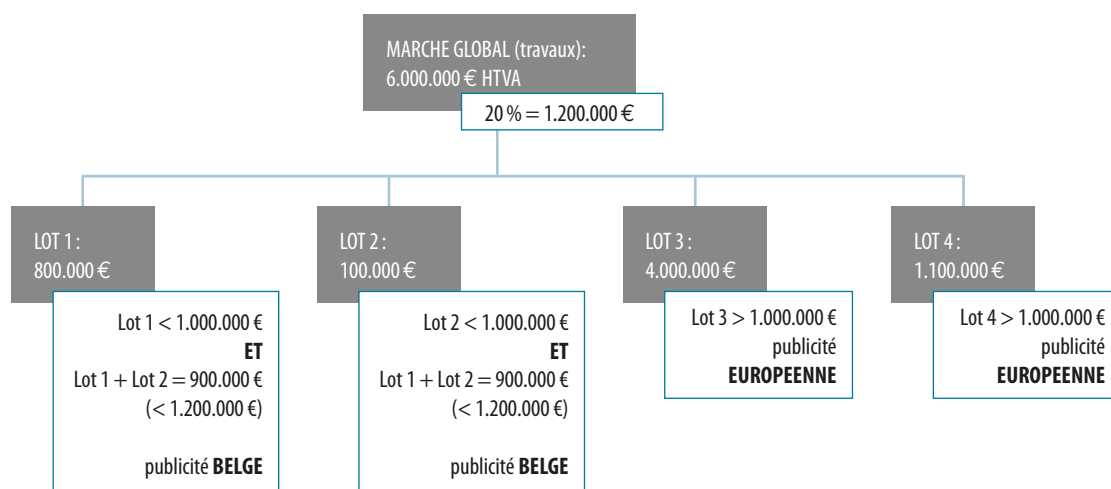 MARCHE GLOBAL (travaux):
6.000.000 € HTVA
20 % = 1.200.000 €
LOT 1 :
800.000 €
Lot 1 < 1.000.000 €
ET
Lot 1 + Lot 2 = 900.000 €
(< 1.200.000 €)
publicité BELGE
LOT 2 :
100.000 €
Lot 2 < 1.000.000 €
ET
Lot 1 + Lot 2 = 900.000 €
(< 1.200.000 €)
publicité BELGE
LOT 3 :
4.000.000 €
Lot 3 > 1.000.000 €
publicité
EUROPEENNE
LOT 4 :
1.100.000 €
Lot 4 > 1.000.000 €
publicité
EUROPEENNE